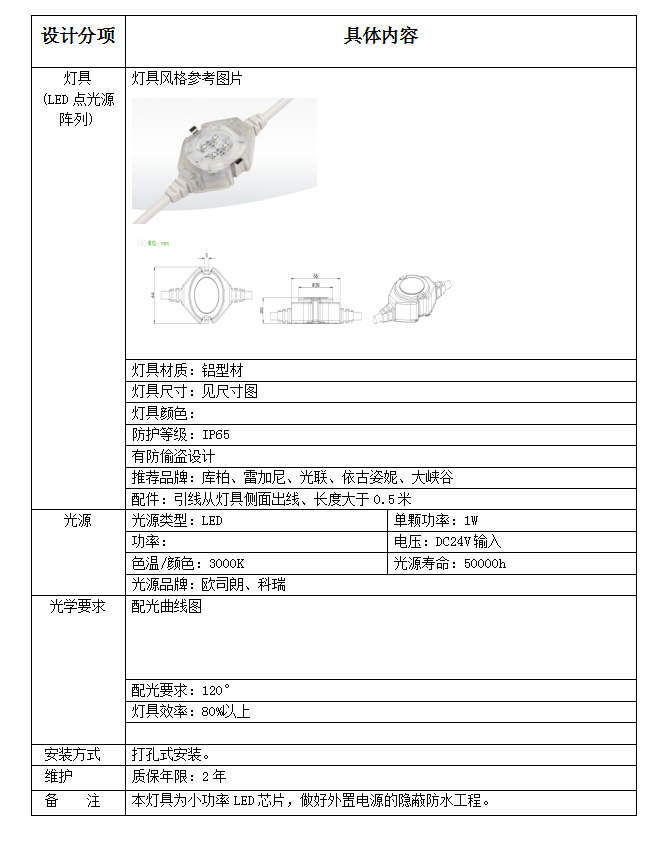 设计分项 具体内容
灯具
(LED 点光源
阵列)
灯具风格参考图片
单位：mm
56
灯具材质：铝型材
灯具尺寸：见尺寸图
灯具颜色：
防护等级：IP65
有防偷盗设计
推荐品牌：库柏、雷加尼、光联、依古姿妮、大峡谷
配件：引线从灯具侧面出线、长度大于0.5米
光源
光源类型：LED 单颗功率：1W
功率： 电压：DC24V输入
色温/颜色：3000K 光源寿命：50000h
光源品牌：欧司朗、科瑞
光学要求
配光曲线图
配光要求：120°
灯具效率：80%以上
安装方式 打孔式安装。
维护 质保年限：2年
备 注 本灯具为小功率LED芯片，做好外置电源的隐蔽防水工程。